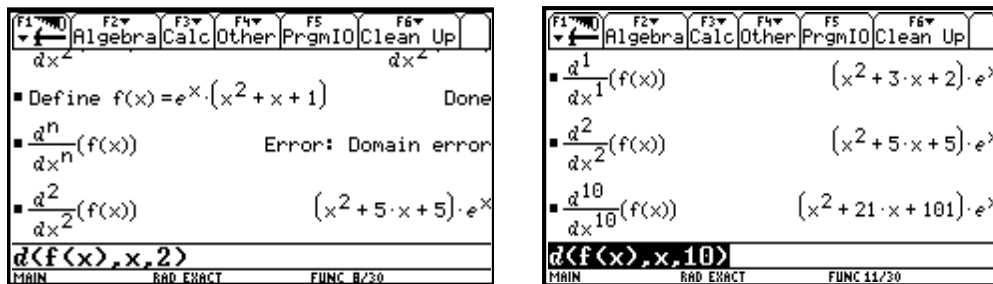 F1 F2 F3 F4 F5 F6
Algebra Calc Other PrgmIO Clean Up
dx² dx²
▪ Define f(x) = e^x·(x² + x + 1) Done
▪ d^n/dx^n (f(x)) Error: Domain error
▪ d²/dx² (f(x)) (x² + 5·x + 5)·e^x
d(f(x),x,2)
MAIN RAD EXACT FUNC 8/30
F1 F2 F3 F4 F5 F6
Algebra Calc Other PrgmIO Clean Up
▪ d¹/dx¹ (f(x)) (x² + 3·x + 2)·e^x
▪ d²/dx² (f(x)) (x² + 5·x + 5)·e^x
▪ d¹⁰/dx¹⁰ (f(x)) (x² + 21·x + 101)·e^x
d(f(x),x,10)
MAIN RAD EXACT FUNC 11/30